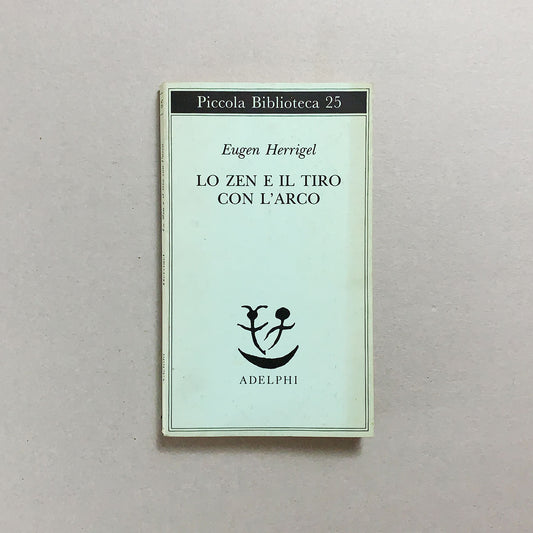 Piccola Biblioteca 25
Eugen Herrigel
LO ZEN E IL TIRO
CON L'ARCO
ADELPHI